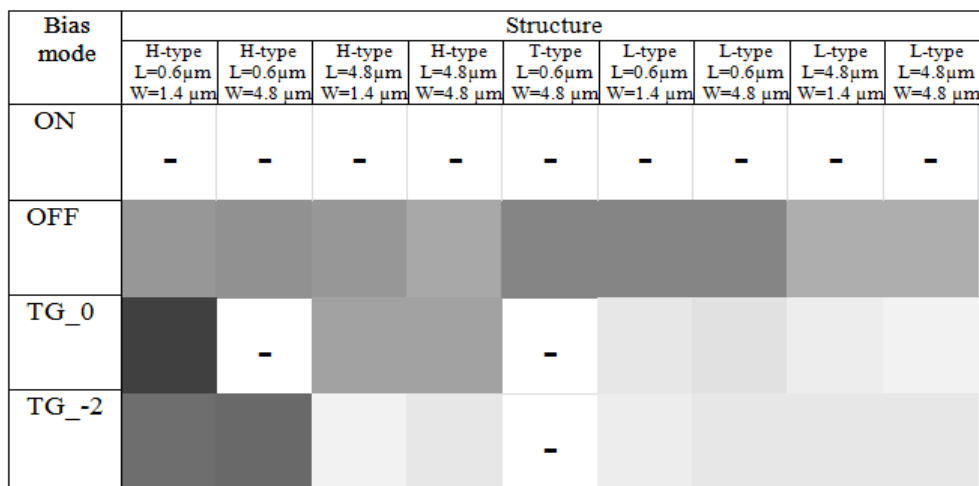 Bias mode Structure
H-type L=0.6µm W=1.4 µm H-type L=0.6µm W=4.8 µm H-type L=4.8µm W=1.4 µm H-type L=4.8µm W=4.8 µm T-type L=0.6µm W=4.8 µm L-type L=0.6µm W=1.4 µm L-type L=0.6µm W=4.8 µm L-type L=4.8µm W=1.4 µm L-type L=4.8µm W=4.8 µm
ON - - - - - - - - -
OFF
TG_0 - -
TG_-2 -